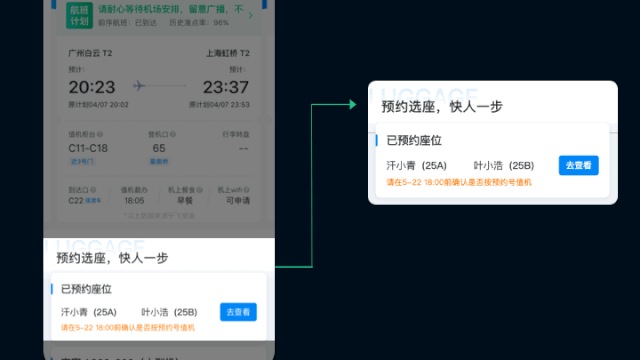 航班计划
请耐心等待机场安排，留意广播，不
前序航班：已到达 历史准点率：96%
广州白云 T2 上海虹桥 T2
预计： 预计：
20:23 23:37
原计划04/07 20:02 原计划04/07 23:53
值机柜台 登机口 行李转盘
C11-C18 65 --
近3号门
到达口 值机截办 机上餐食 机上wifi
C22 18:05 早餐 可申请
LUGGAGE
预约选座，快人一步
已预约座位
汗小青（25A） 叶小浩（25B） 去查看
请在5-22 18:00前确认是否按预约号值机
LUGGAGE
预约选座，快人一步
已预约座位
汗小青（25A） 叶小浩（25B） 去查看
请在5-22 18:00前确认是否按预约号值机